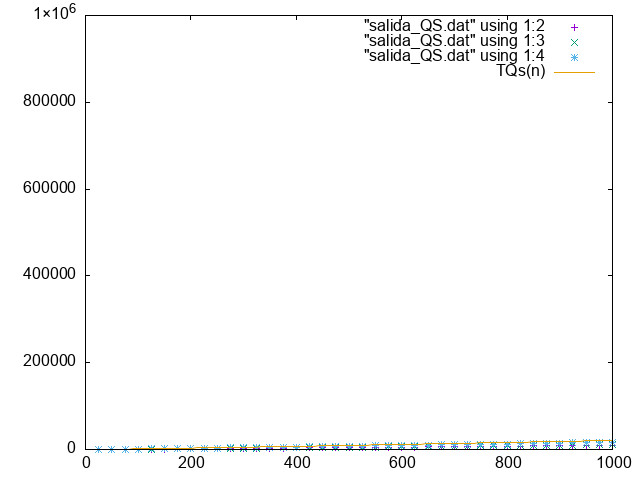 1×10⁶
800000
600000
400000
200000
0
0 200 400 600 800 1000
"salida_QS.dat" using 1:2
"salida_QS.dat" using 1:3
"salida_QS.dat" using 1:4
TQs(n)